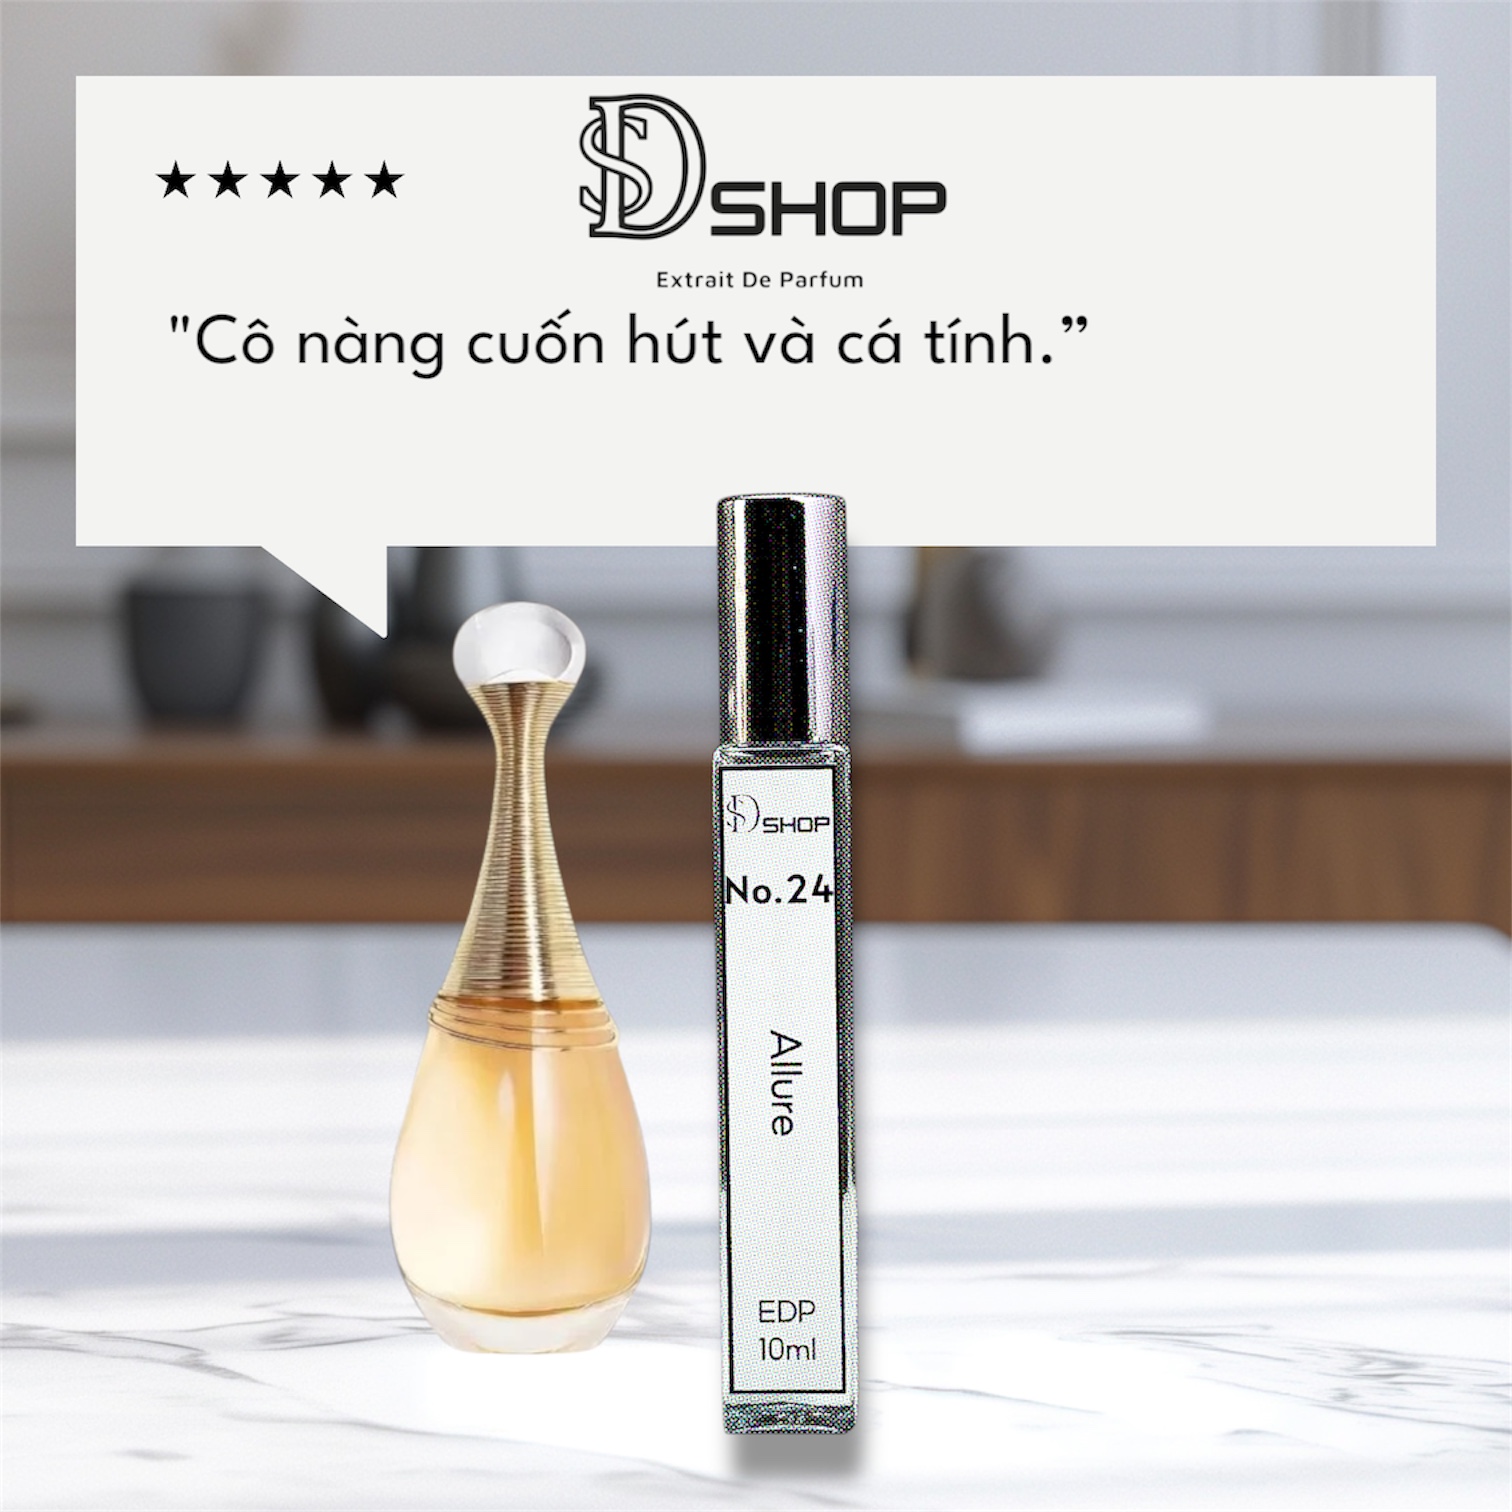 ★★★★★
SD SHOP
Extrait De Parfum
"Cô nàng cuốn hút và cá tính.”
SD SHOP
No.24
Allure
EDP
10ml